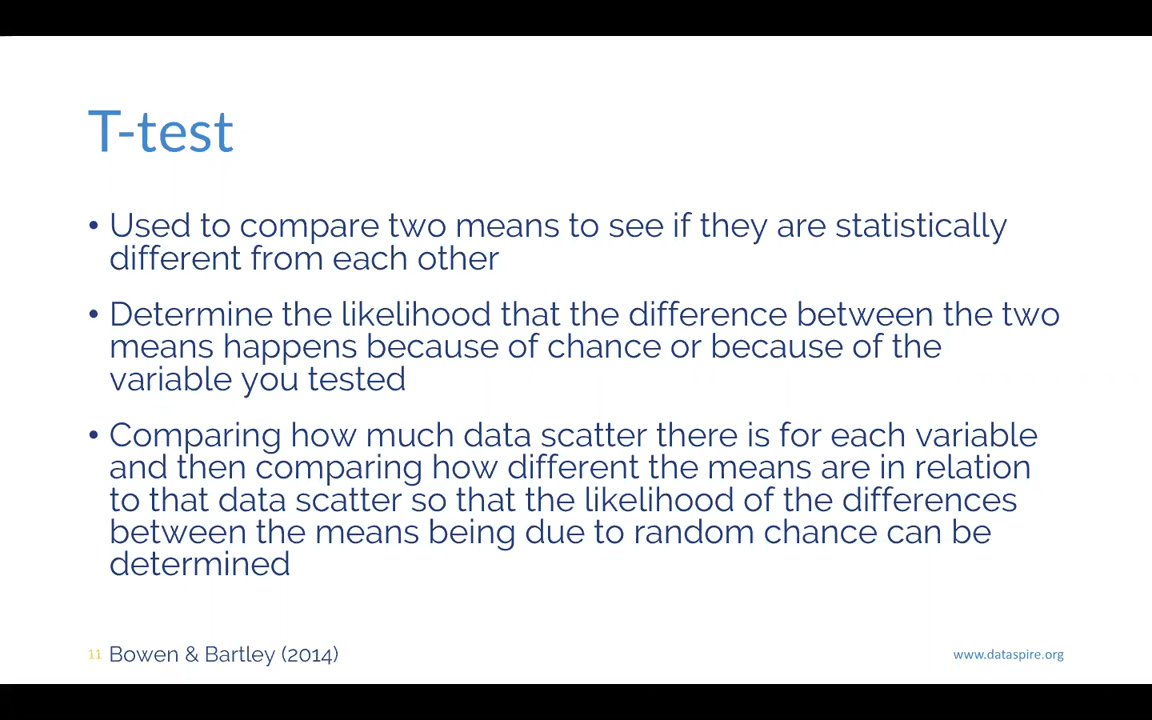 T-test
• Used to compare two means to see if they are statistically
different from each other
• Determine the likelihood that the difference between the two
means happens because of chance or because of the
variable you tested
• Comparing how much data scatter there is for each variable
and then comparing how different the means are in relation
to that data scatter so that the likelihood of the differences
between the means being due to random chance can be
determined
11 Bowen & Bartley (2014)
www.dataspire.org